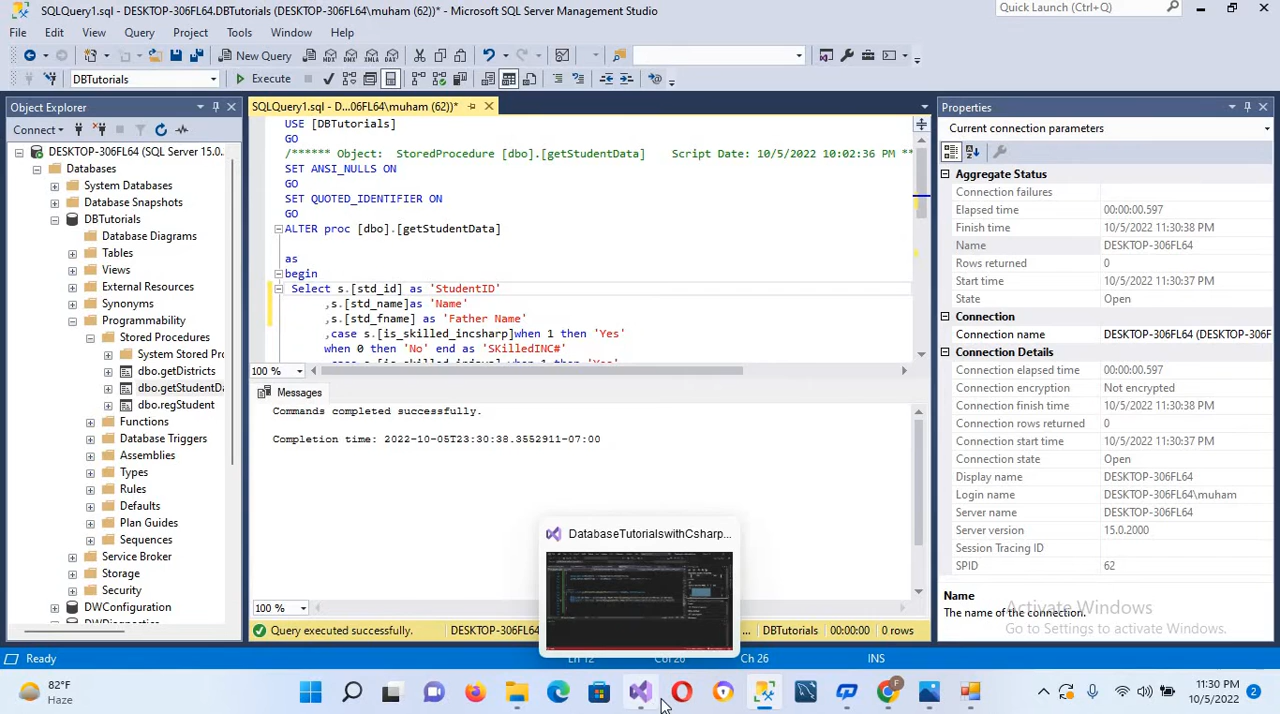 SQLQuery1.sql - DESKTOP-306FL64.DBTutorials (DESKTOP-306FL64\muham (62))* - Microsoft SQL Server Management Studio
Quick Launch (Ctrl+Q)
File Edit View Query Project Tools Window Help
New Query
MDX DMX XMLA DAX
DBTutorials Execute
Object Explorer
SQLQuery1.sql - D...06FL64\muham (62))*
Properties
Connect
DESKTOP-306FL64 (SQL Server 15.0...
Databases
System Databases
Database Snapshots
DBTutorials
Database Diagrams
Tables
Views
External Resources
Synonyms
Programmability
Stored Procedures
System Stored Pro
dbo.getDistricts
dbo.getStudentDa
dbo.regStudent
Functions
Database Triggers
Assemblies
Types
Rules
Defaults
Plan Guides
Sequences
Service Broker
Storage
Security
DWConfiguration
USE [DBTutorials]
GO
/****** Object: StoredProcedure [dbo].[getStudentData] Script Date: 10/5/2022 10:02:36 PM **
SET ANSI_NULLS ON
GO
SET QUOTED_IDENTIFIER ON
GO
ALTER proc [dbo].[getStudentData]
as
begin
Select s.[std_id] as 'StudentID'
,s.[std_name]as 'Name'
,s.[std_fname] as 'Father Name'
,case s.[is_skilled_incsharp]when 1 then 'Yes'
when 0 then 'No' end as 'SKilledINC#'
100 %
Messages
Commands completed successfully.
Completion time: 2022-10-05T23:30:38.3552911-07:00
DatabaseTutorialswithCsharp...
100 %
Query executed successfully. DESKTOP-306FL64 ... DBTutorials 00:00:00 0 rows
Current connection parameters
Aggregate Status
Connection failures
Elapsed time 00:00:00.597
Finish time 10/5/2022 11:30:38 PM
Name DESKTOP-306FL64
Rows returned 0
Start time 10/5/2022 11:30:37 PM
State Open
Connection
Connection name DESKTOP-306FL64 (DESKTOP-306F
Connection Details
Connection elapsed time 00:00:00.597
Connection encryption Not encrypted
Connection finish time 10/5/2022 11:30:38 PM
Connection rows returned 0
Connection start time 10/5/2022 11:30:37 PM
Connection state Open
Display name DESKTOP-306FL64
Login name DESKTOP-306FL64\muham
Server name DESKTOP-306FL64
Server version 15.0.2000
Session Tracing ID
SPID 62
Name
The name of the connection.
Activate Windows
Go to Settings to activate Windows.
Ready Ln 12 Col 26 Ch 26 INS
82°F
Haze
11:30 PM
10/5/2022
2